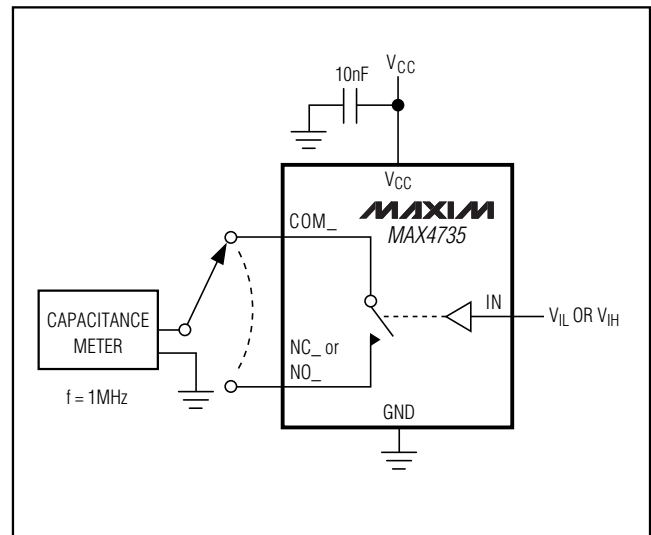 10nF
VCC
VCC
MAXIM
MAX4735
COM_
IN
VIL OR VIH
CAPACITANCE
METER
NC_ or
NO_
f = 1MHz
GND